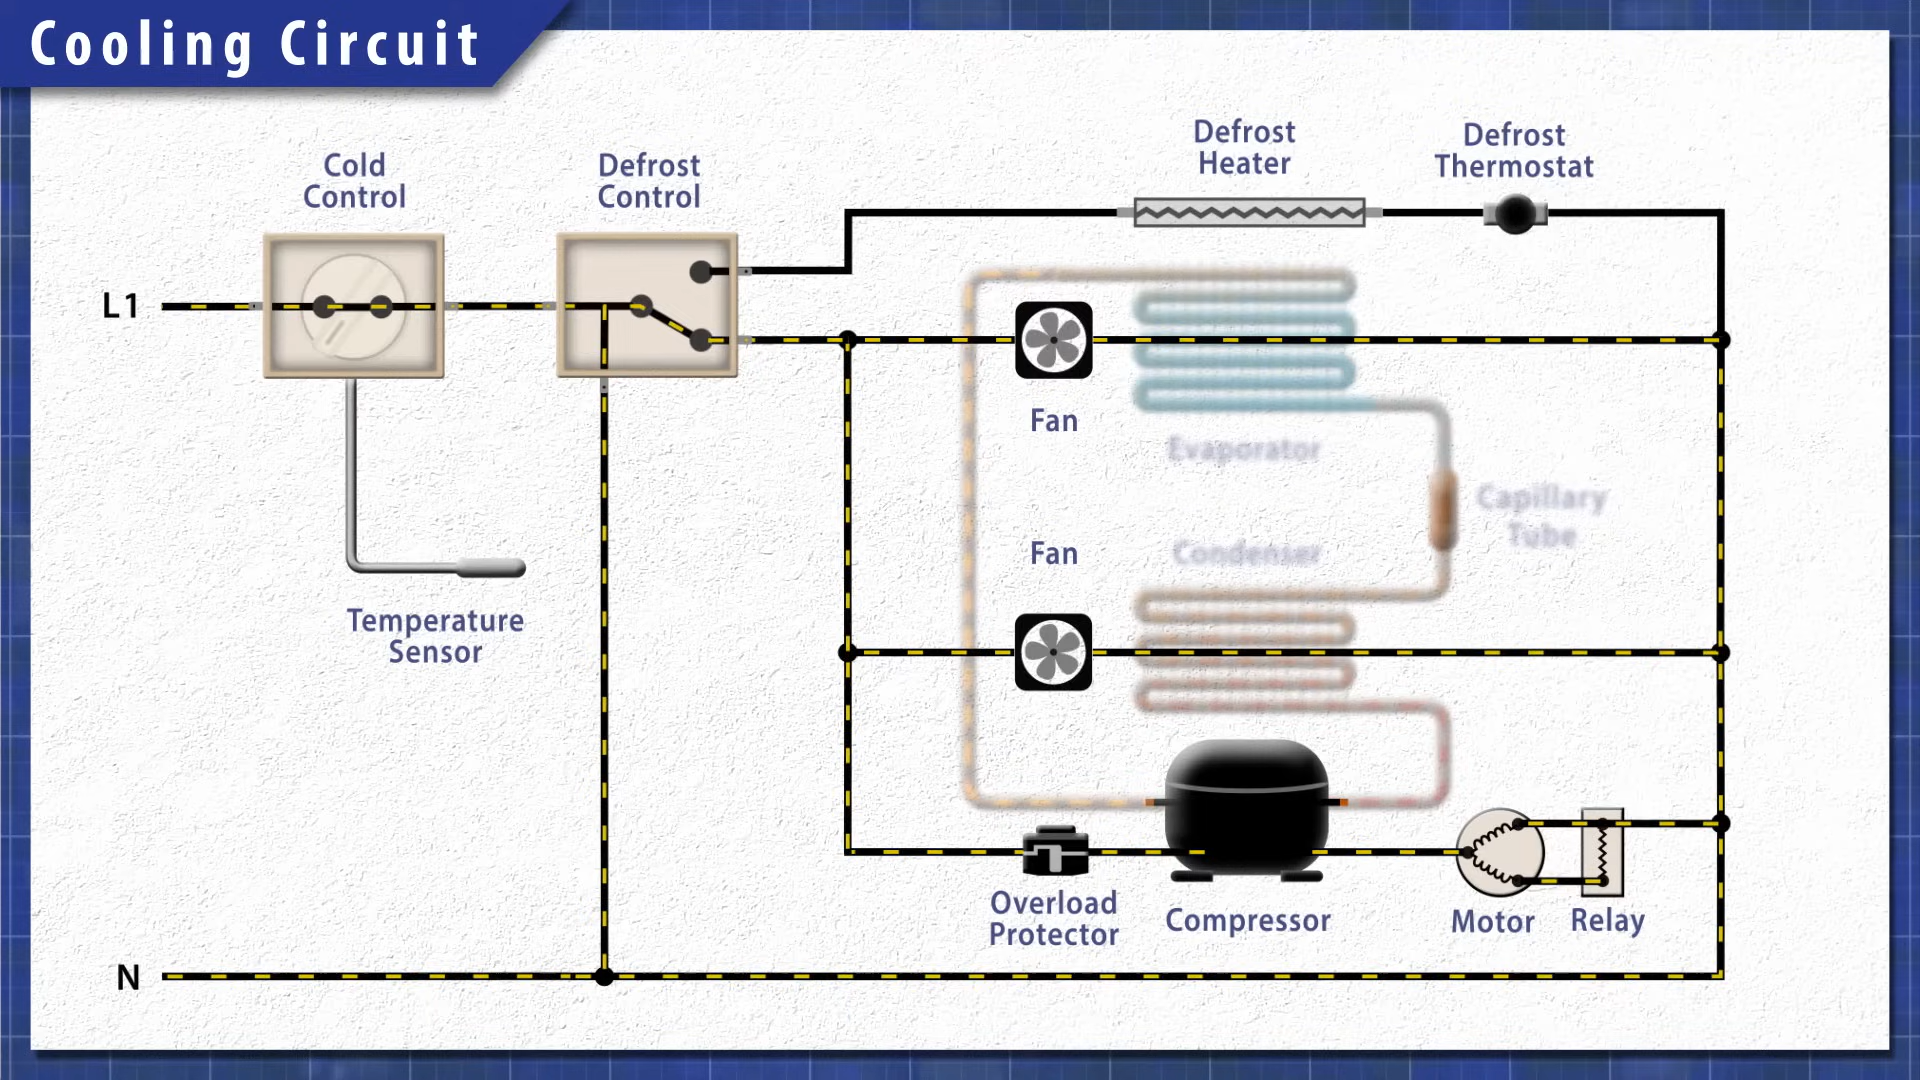 Cooling Circuit
Cold
Control
Defrost
Control
Defrost
Heater
Defrost
Thermostat
L1
Fan
Evaporator
Capillary
Tube
Fan
Condenser
Temperature
Sensor
Overload
Protector
Compressor
Motor
Relay
N